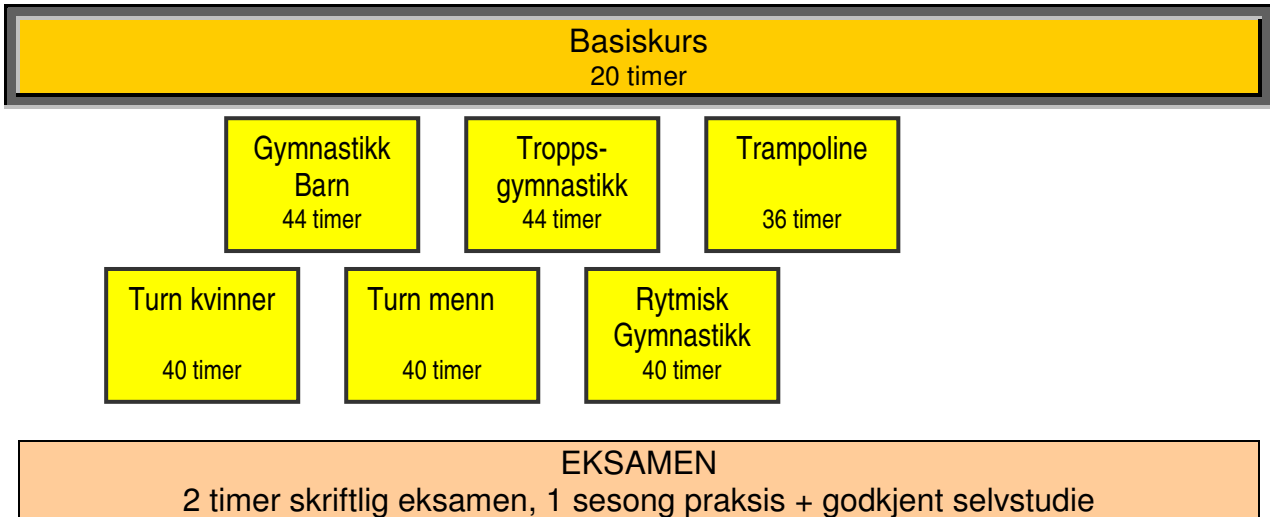 Basiskurs
20 timer
Gymnastikk
Barn
44 timer
Tropps-
gymnastikk
44 timer
Trampoline
36 timer
Turn kvinner
40 timer
Turn menn
40 timer
Rytmisk
Gymnastikk
40 timer
EKSAMEN
2 timer skriftlig eksamen, 1 sesong praksis + godkjent selvstudie